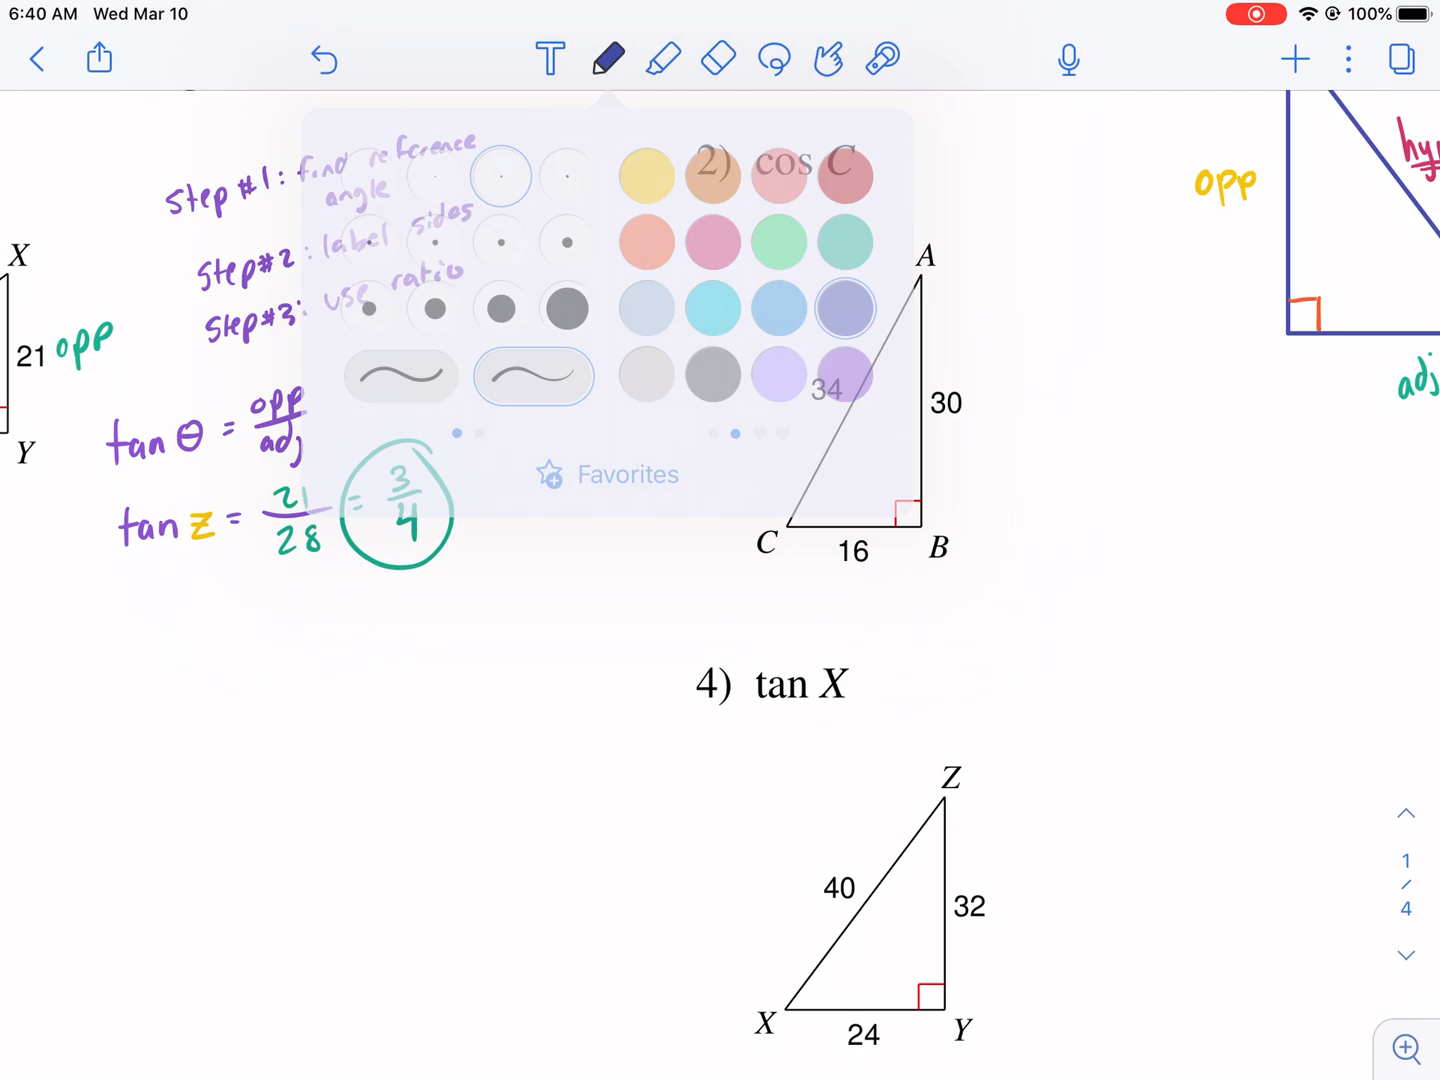 6:40 AM Wed Mar 10
100%
step #1: find reference
angle
step #2: label sides
step #3: use ratio
X
21 opp
Y
tan θ = opp
adj
tan z = 21
28
= 3
4
Favorites
2) cos C
A
34
30
C
16
B
opp
adj
4) tan X
Z
40
32
X
24
Y
1
/
4